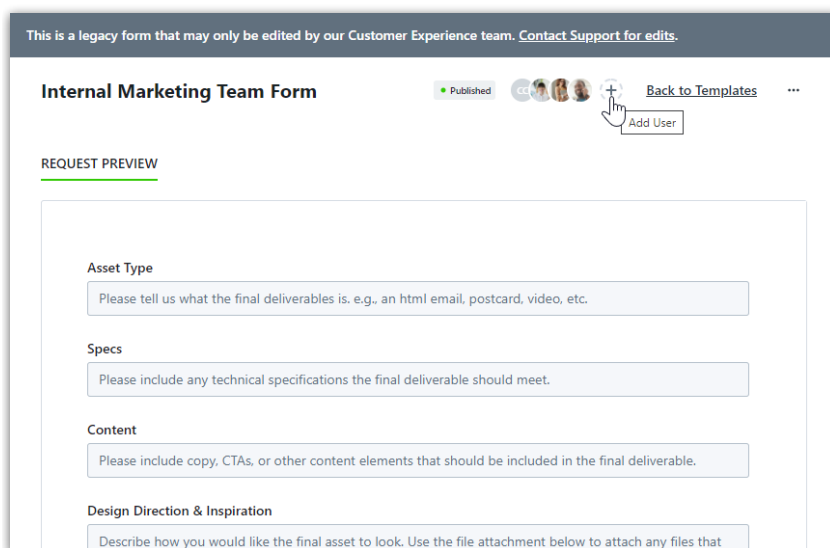 This is a legacy form that may only be edited by our Customer Experience team. Contact Support for edits.
Internal Marketing Team Form
Published
CC
Back to Templates
Add User
REQUEST PREVIEW
Asset Type
Please tell us what the final deliverables is. e.g., an html email, postcard, video, etc.
Specs
Please include any technical specifications the final deliverable should meet.
Content
Please include copy, CTAs, or other content elements that should be included in the final deliverable.
Design Direction & Inspiration
Describe how you would like the final asset to look. Use the file attachment below to attach any files that